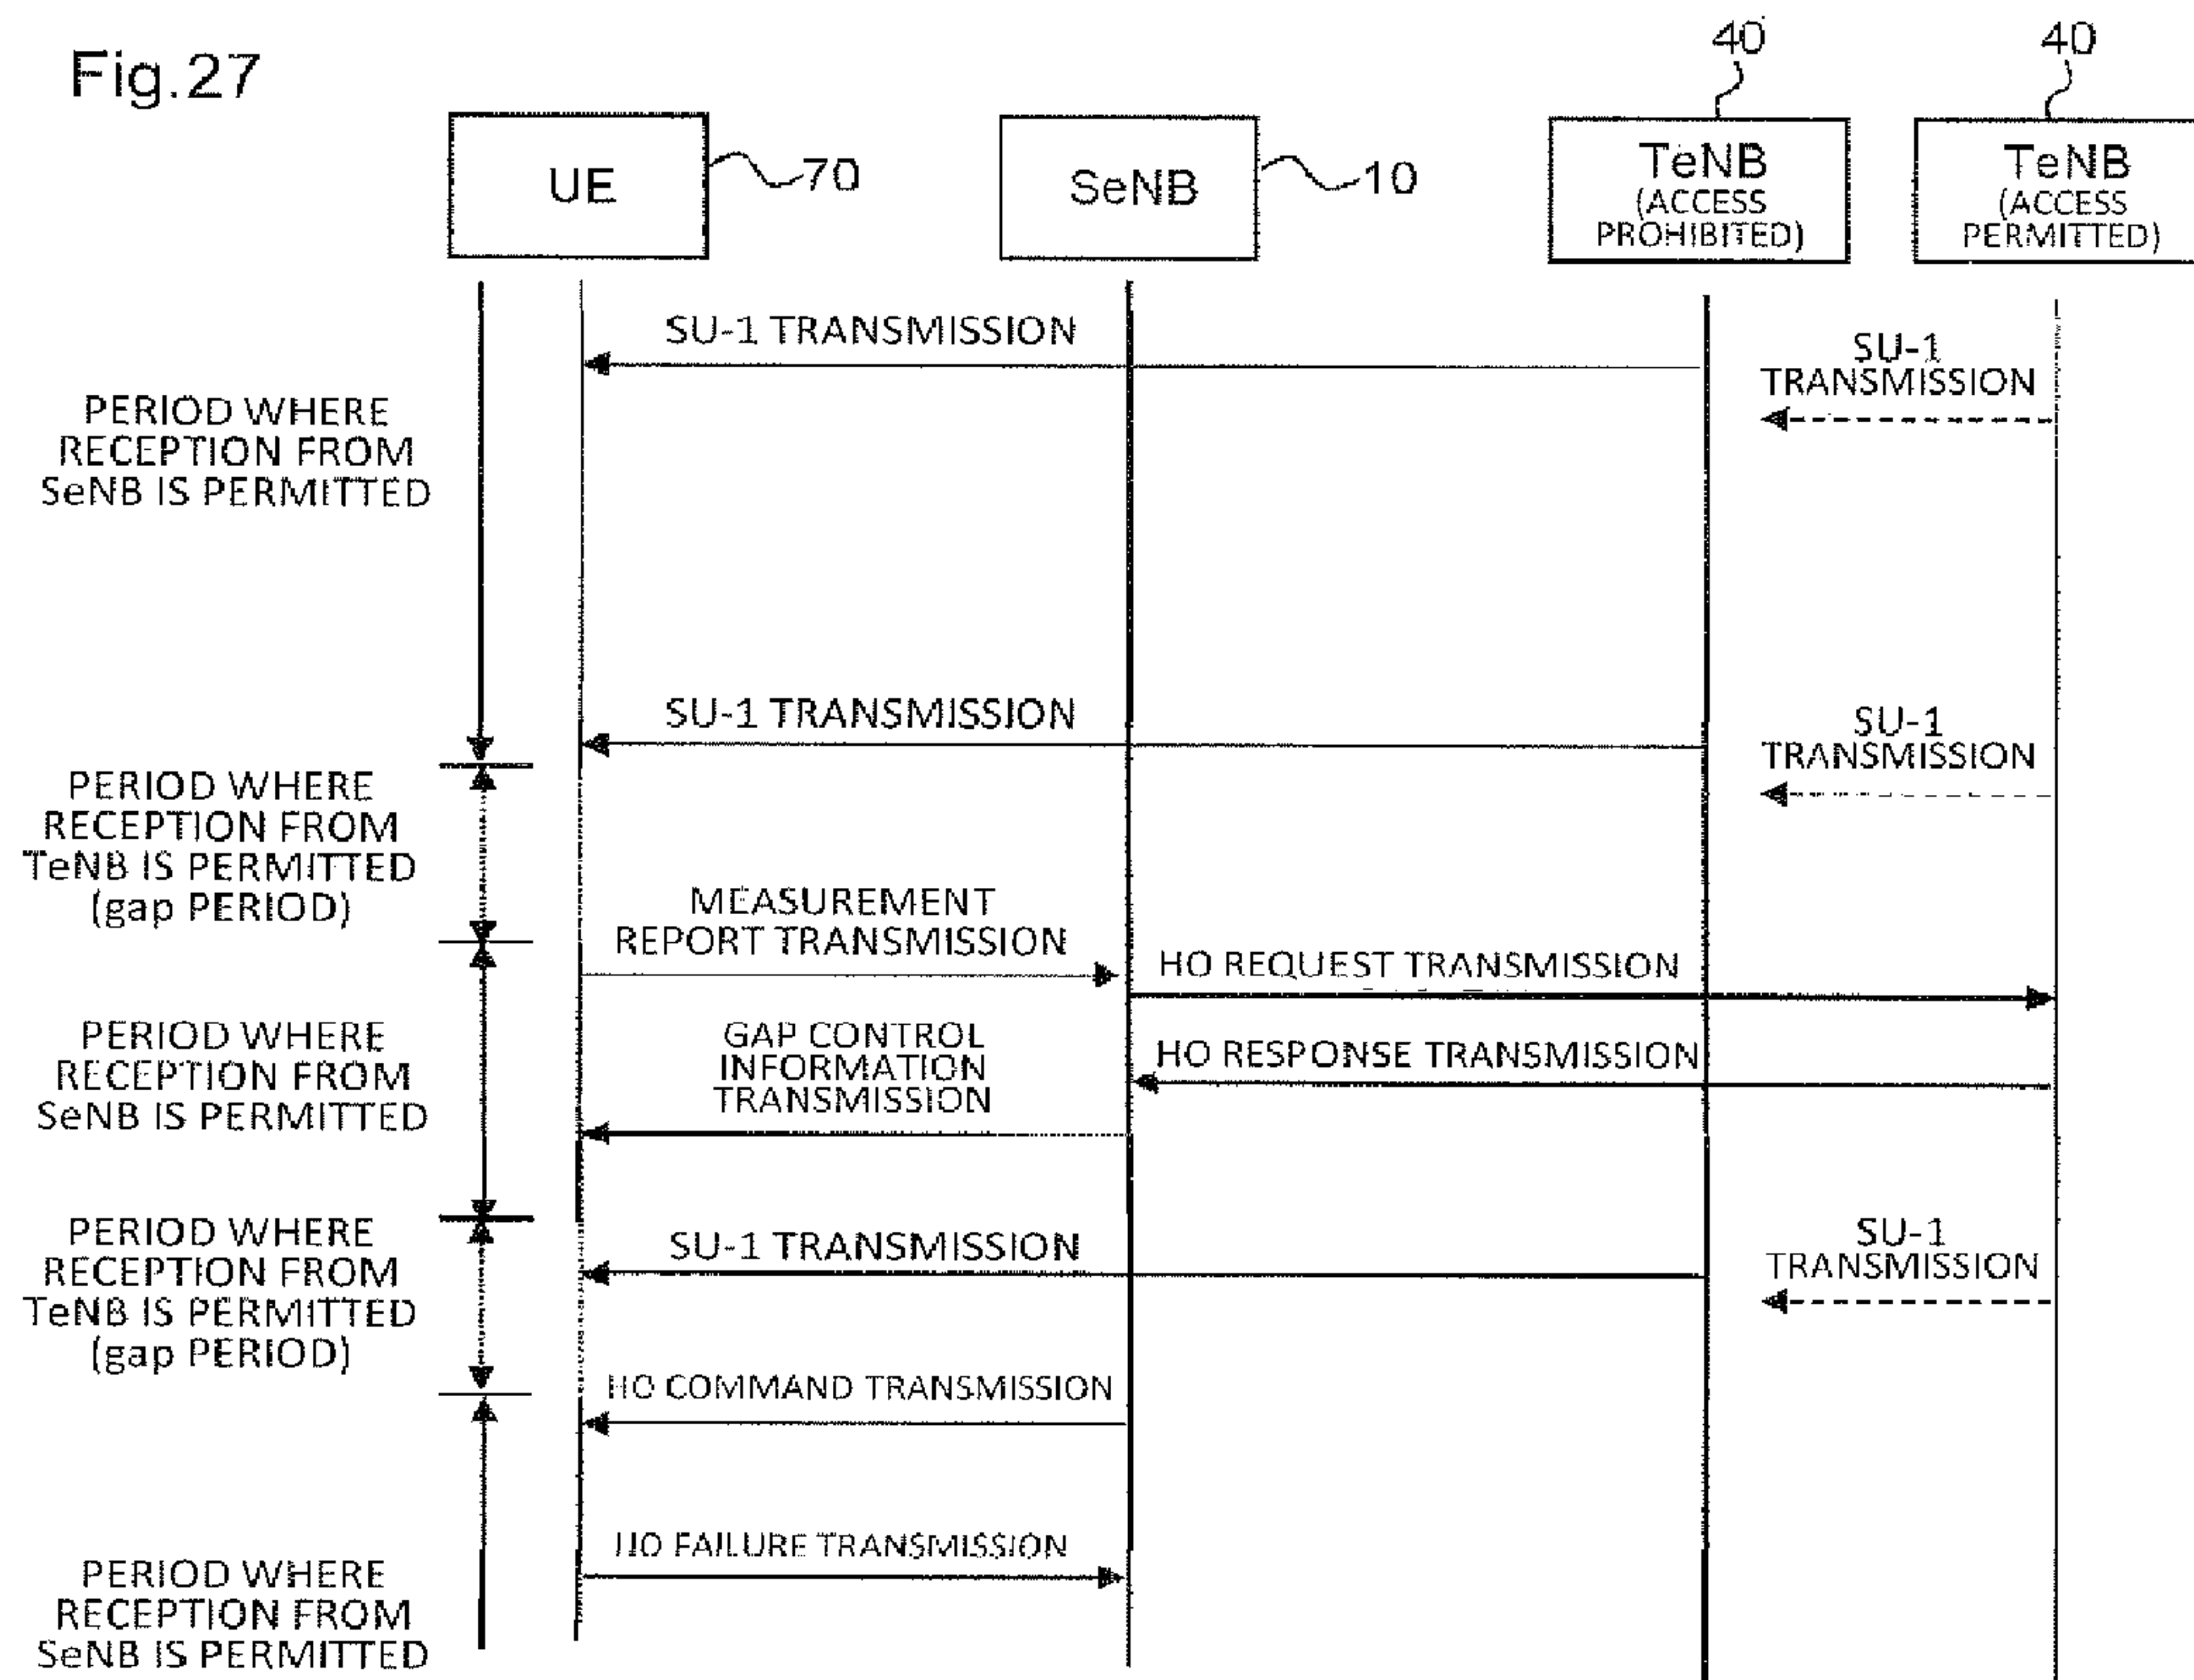 Fig.27
40
40
UE
70
SeNB
10
TeNB
(ACCESS
PROHIBITED)
TeNB
(ACCESS
PERMITTED)
SU-1 TRANSMISSION
SU-1
TRANSMISSION
PERIOD WHERE
RECEPTION FROM
SeNB IS PERMITTED
SU-1 TRANSMISSION
SU-1
TRANSMISSION
PERIOD WHERE
RECEPTION FROM
TeNB IS PERMITTED
(gap PERIOD)
MEASUREMENT
REPORT TRANSMISSION
HO REQUEST TRANSMISSION
PERIOD WHERE
RECEPTION FROM
SeNB IS PERMITTED
GAP CONTROL
INFORMATION
TRANSMISSION
HO RESPONSE TRANSMISSION
PERIOD WHERE
RECEPTION FROM
TeNB IS PERMITTED
(gap PERIOD)
SU-1 TRANSMISSION
SU-1
TRANSMISSION
HO COMMAND TRANSMISSION
HO FAILURE TRANSMISSION
PERIOD WHERE
RECEPTION FROM
SeNB IS PERMITTED